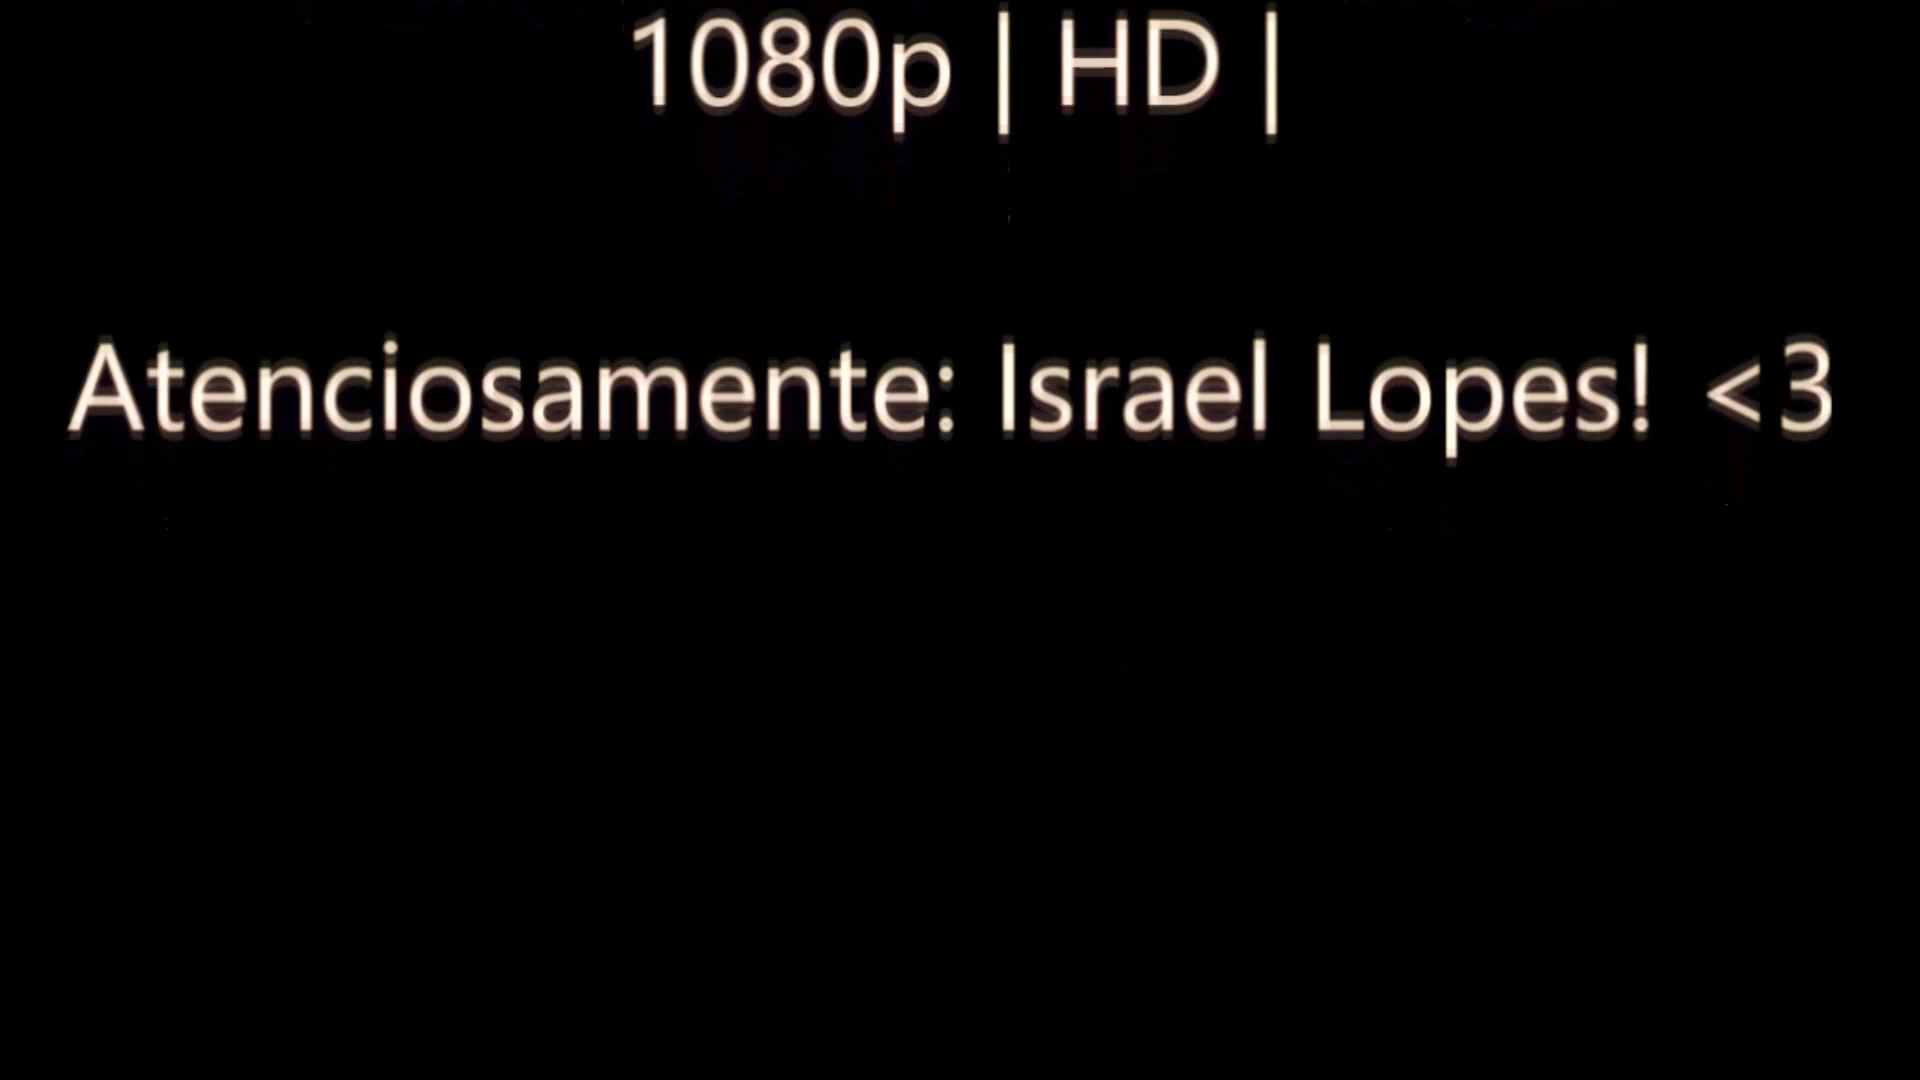 1080p | HD |
Atenciosamente: Israel Lopes! <3